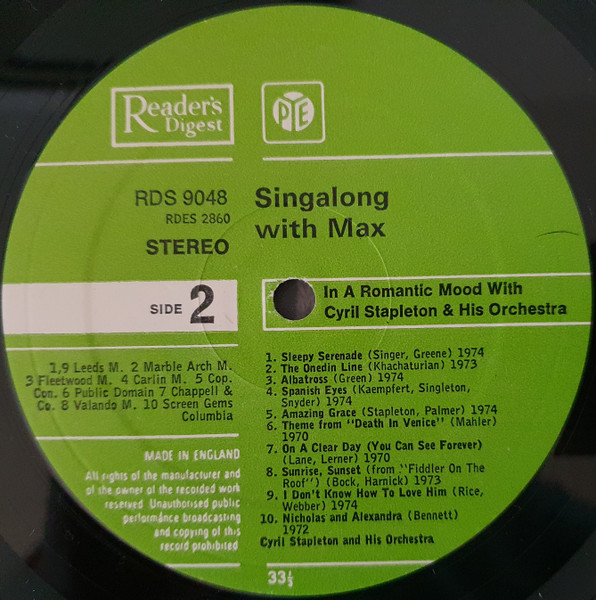 Reader's
Digest
PYE
RDS 9048
RDES 2860
STEREO
Singalong
with Max
SIDE 2
In A Romantic Mood With
Cyril Stapleton & His Orchestra
1,9 Leeds M. 2 Marble Arch M.
3 Fleetwood M. 4 Carlin M. 5 Cop.
Con. 6 Public Domain 7 Chappell &
Co. 8 Valando M. 10 Screen Gems
Columbia
1. Sleepy Serenade (Singer, Greene) 1974
2. The Onedin Line (Khachaturian) 1973
3. Albatross (Green) 1974
4. Spanish Eyes (Kaempfert, Singleton,
Snyder) 1974
5. Amazing Grace (Stapleton, Palmer) 1974
6. Theme from "Death In Venice" (Mahler)
1970
7. On A Clear Day (You Can See Forever)
(Lane, Lerner) 1970
8. Sunrise, Sunset (from "Fiddler On The
Roof") (Bock, Harnick) 1973
9. I Don't Know How To Love Him (Rice,
Webber) 1974
10. Nicholas and Alexandra (Bennett)
1972
Cyril Stapleton and His Orchestra
MADE IN ENGLAND
All rights of the manufacturer and
of the owner of the recorded work
reserved. Unauthorised public
performance broadcasting
and copying of this
record prohibited
33⅓